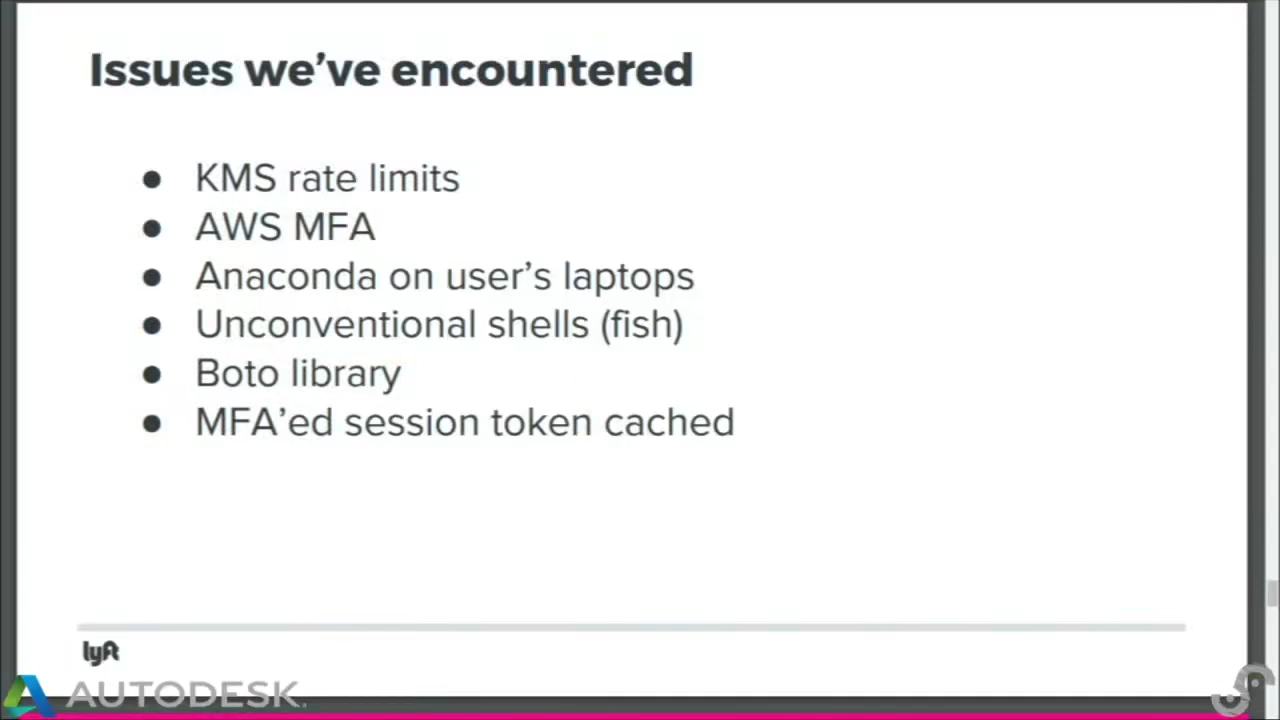 Issues we’ve encountered
● KMS rate limits
● AWS MFA
● Anaconda on user’s laptops
● Unconventional shells (fish)
● Boto library
● MFA’ed session token cached
lyft
AUTODESK.